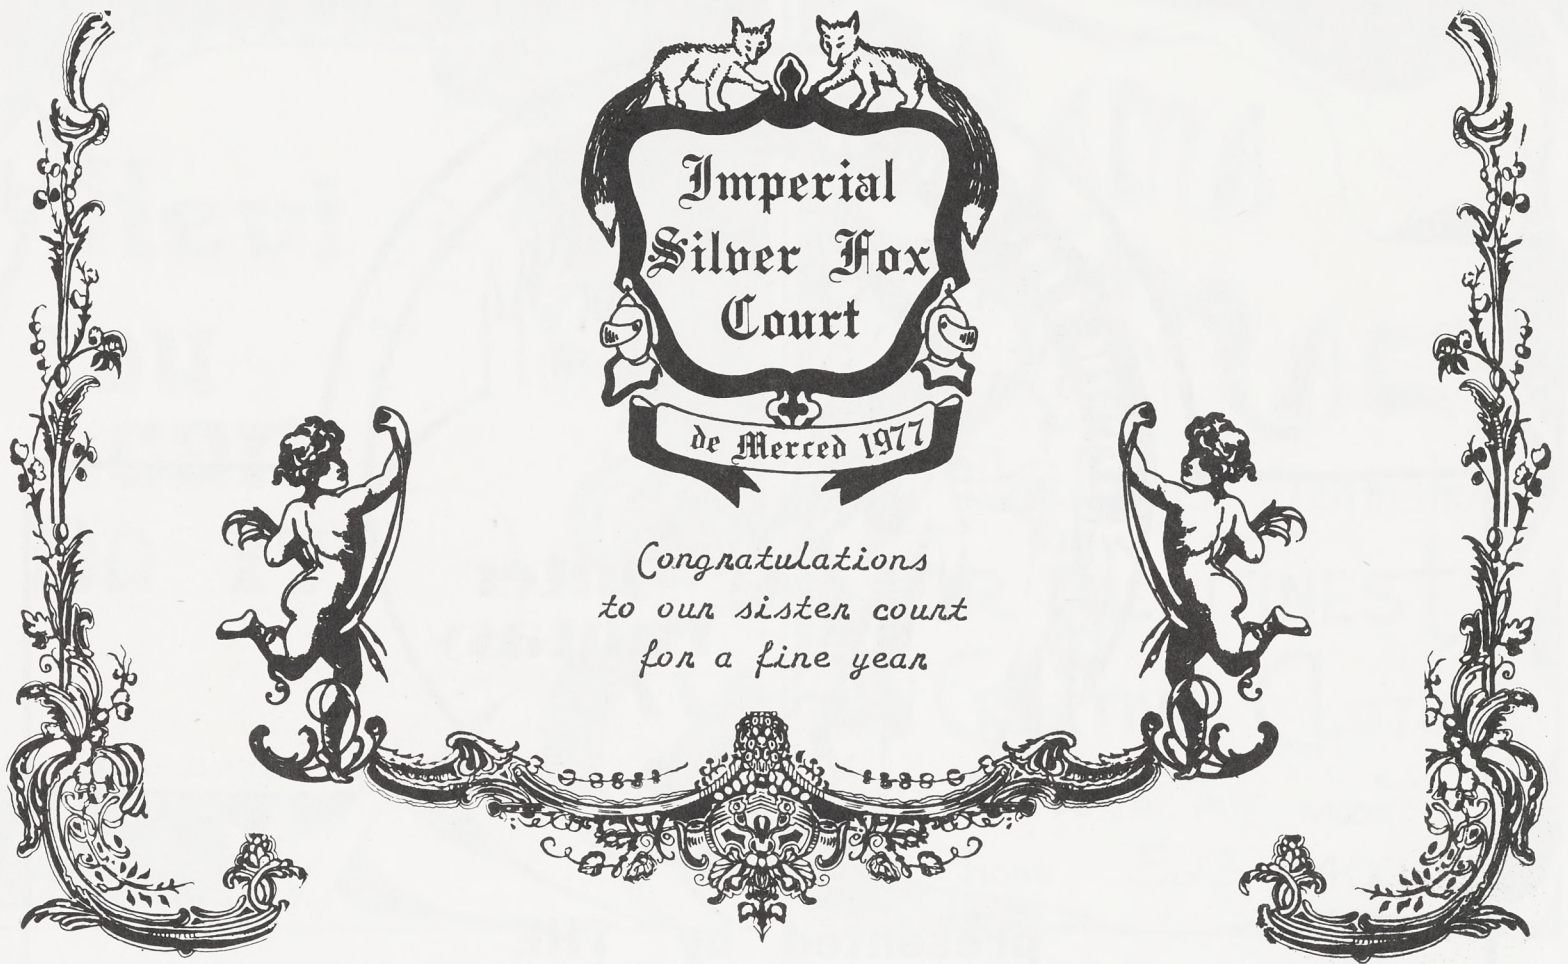 Imperial
Silver Fox
Court
de Merced 1977
Congratulations
to our sister court
for a fine year